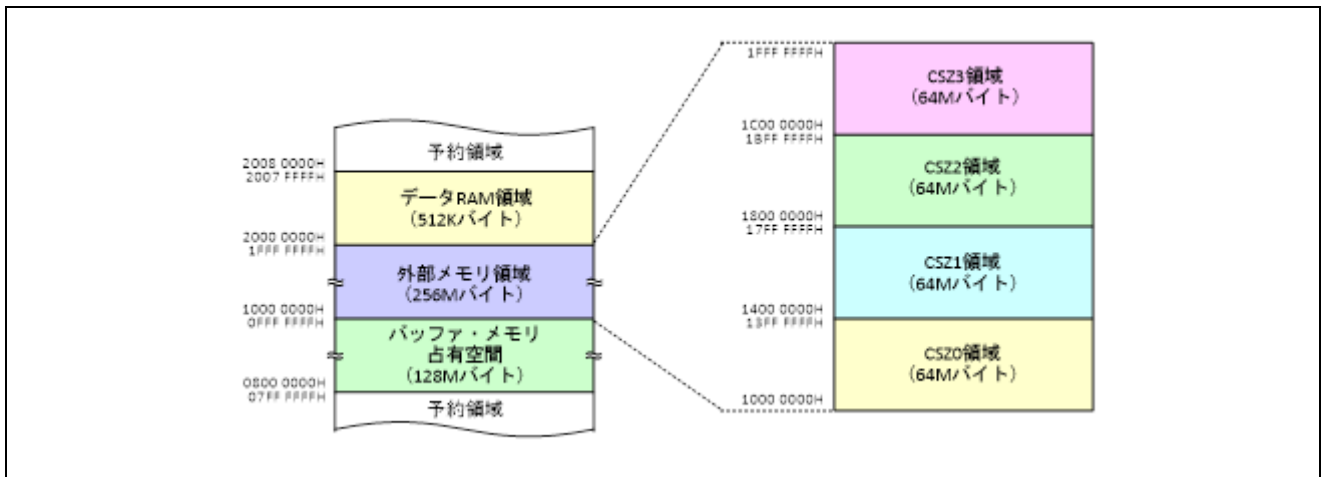 予約領域
2008 0000H
2007 FFFFH
データRAM領域
（512Kバイト）
2000 0000H
1FFF FFFFH
外部メモリ領域
（256Mバイト）
1000 0000H
0FFF FFFFH
バッファ・メモリ
占有空間
（128Mバイト）
0800 0000H
07FF FFFFH
予約領域
1FFF FFFFH
CSZ3領域
（64Mバイト）
1C00 0000H
1BFF FFFFH
CSZ2領域
（64Mバイト）
1800 0000H
17FF FFFFH
CSZ1領域
（64Mバイト）
1400 0000H
13FF FFFFH
CSZ0領域
（64Mバイト）
1000 0000H